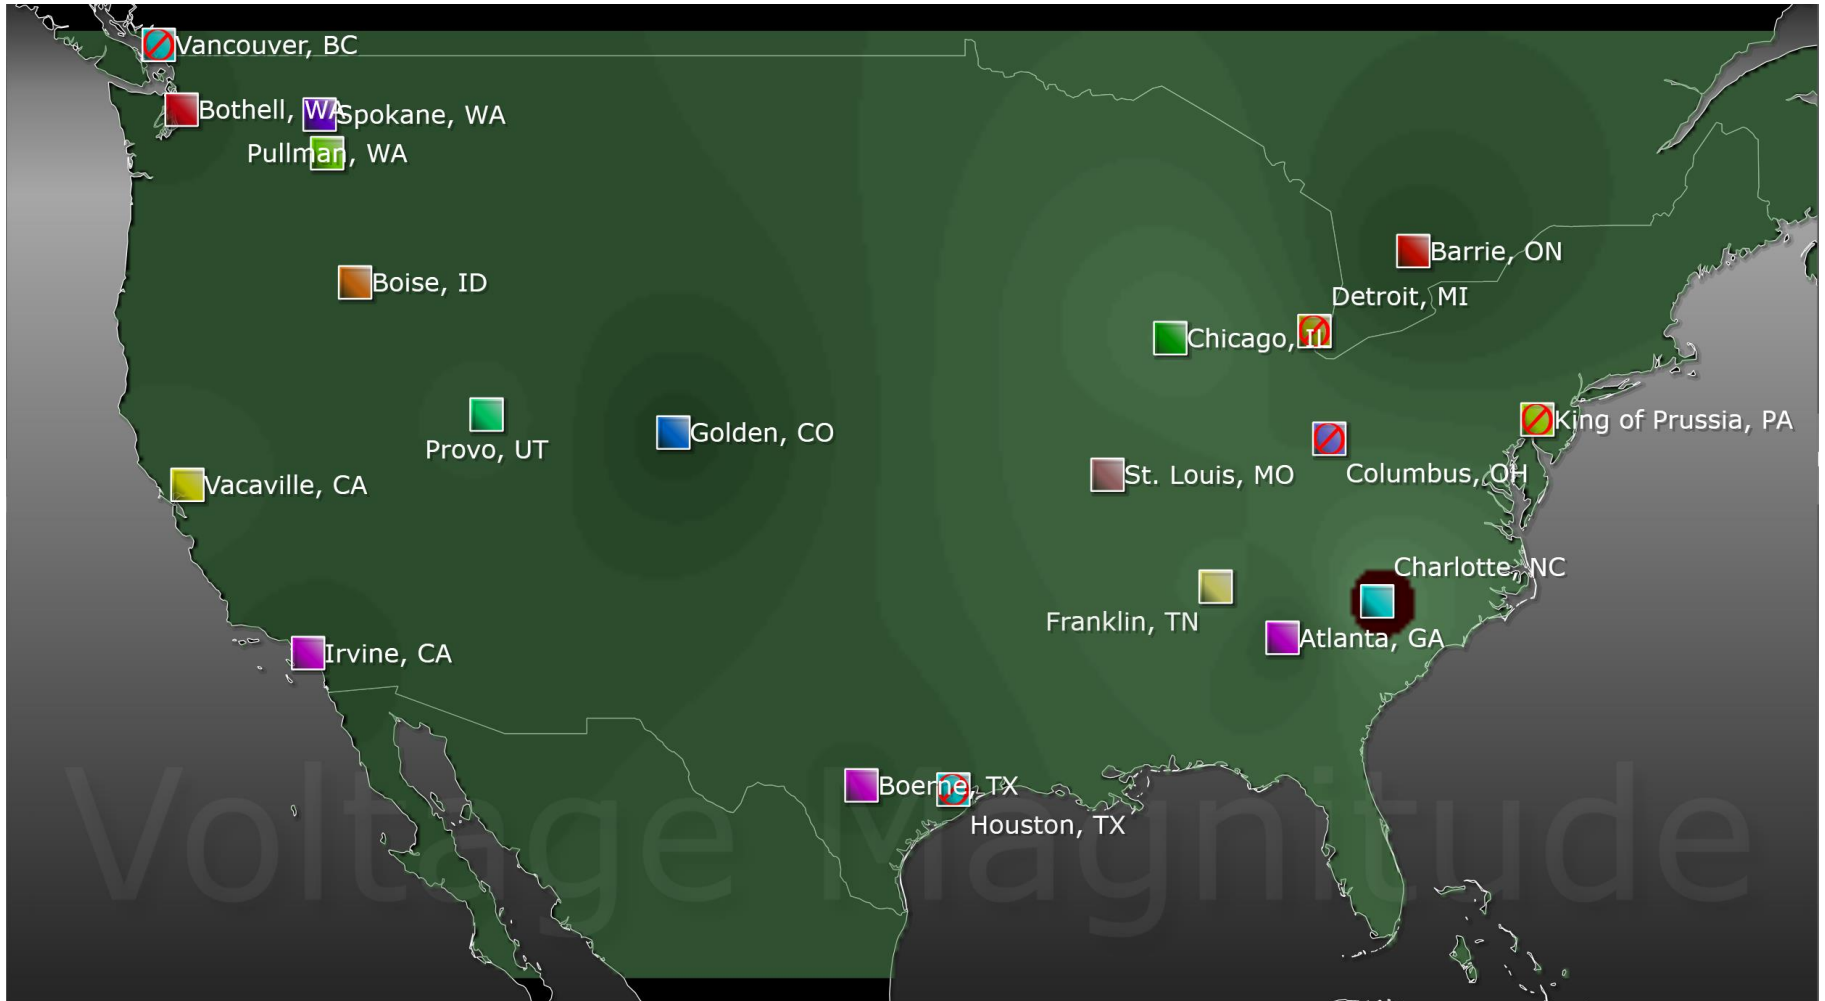 Vancouver, BC
Bothell, WA
Spokane, WA
Pullman, WA
Barrie, ON
Boise, ID
Detroit, MI
Chicago, IL
Provo, UT
Golden, CO
King of Prussia, PA
St. Louis, MO
Columbus, OH
Vacaville, CA
Charlotte, NC
Franklin, TN
Atlanta, GA
Irvine, CA
Boerne, TX
Houston, TX
Voltage Magnitude